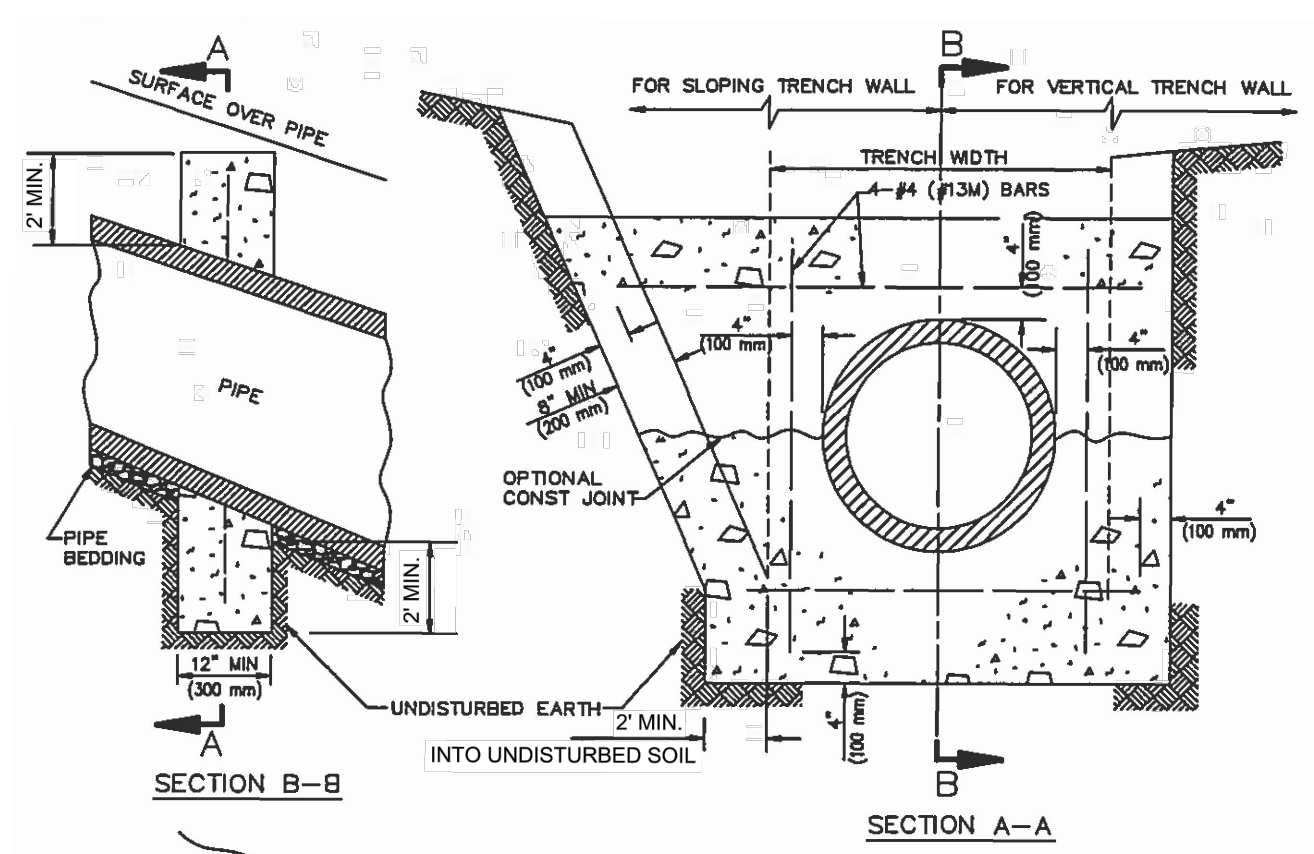 A
SURFACE OVER PIPE
2' MIN.
PIPE
PIPE
BEDDING
2' MIN.
12" MIN
(300 mm)
A
SECTION B-B
B
FOR SLOPING TRENCH WALL
FOR VERTICAL TRENCH WALL
TRENCH WIDTH
4-#4 (#13M) BARS
4"
(100 mm)
4"
(100 mm)
4"
(100 mm)
4"
(100 mm)
8" MIN
(200 mm)
OPTIONAL
CONST JOINT
4"
(100 mm)
UNDISTURBED EARTH
4"
(100 mm)
2' MIN.
INTO UNDISTURBED SOIL
B
SECTION A-A